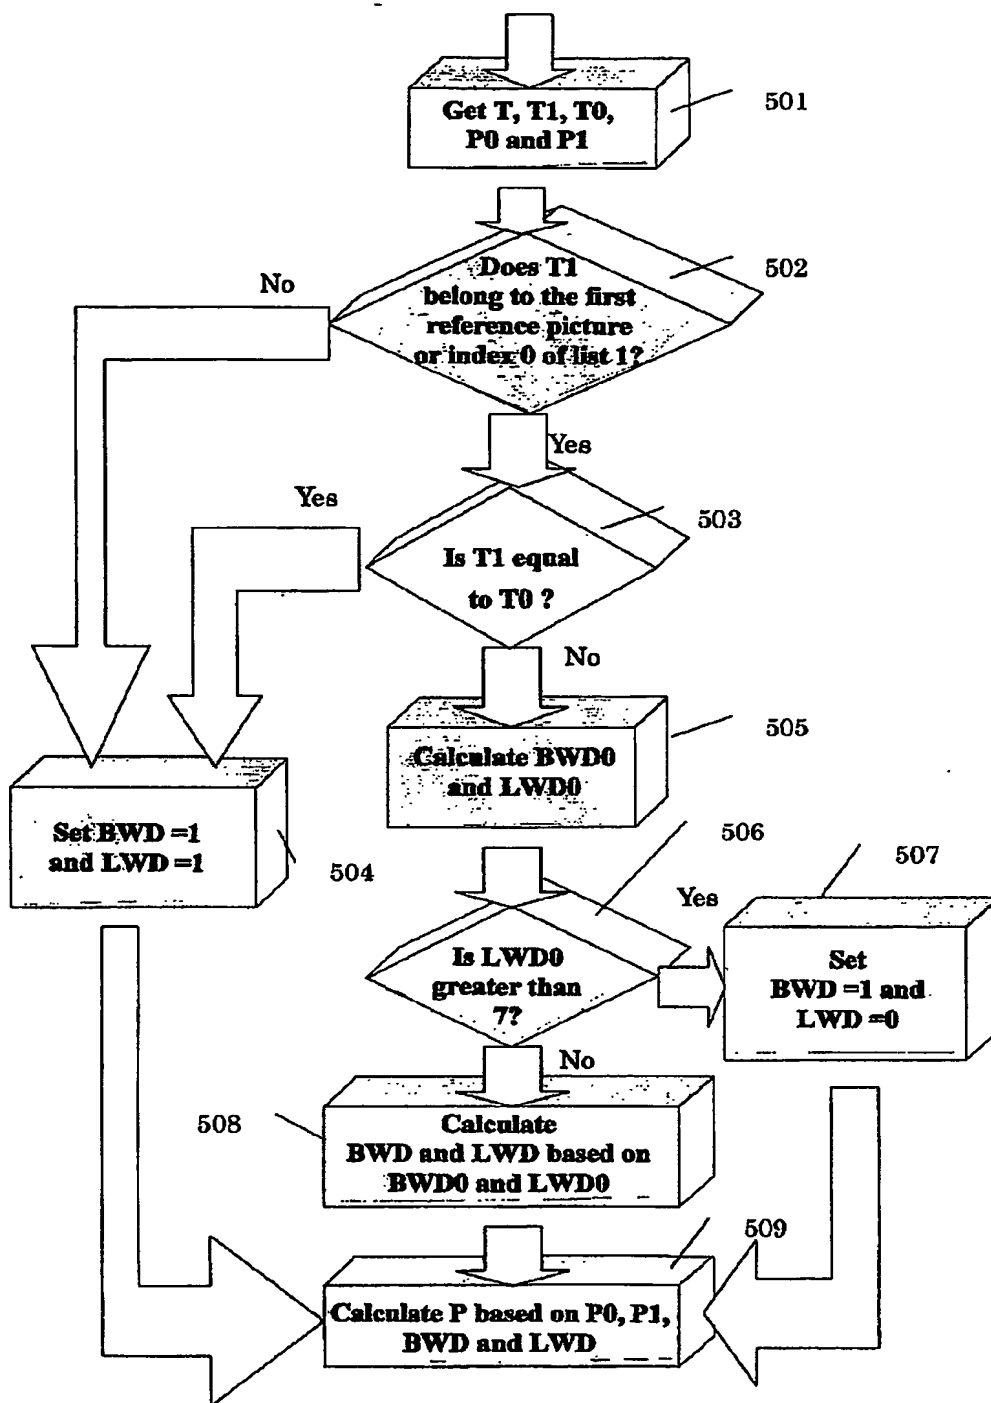 Get T, T1, T0,
P0 and P1
501
Does T1
belong to the first
reference picture
or index 0 of list 1?
502
No
Yes
Is T1 equal
to T0 ?
503
Yes
No
Calculate BWD0
and LWD0
505
Set BWD =1
and LWD =1
504
Is LWD0
greater than
7?
506
Yes
Set
BWD =1 and
LWD =0
507
No
Calculate
BWD and LWD based on
BWD0 and LWD0
508
Calculate P based on P0, P1,
BWD and LWD
509